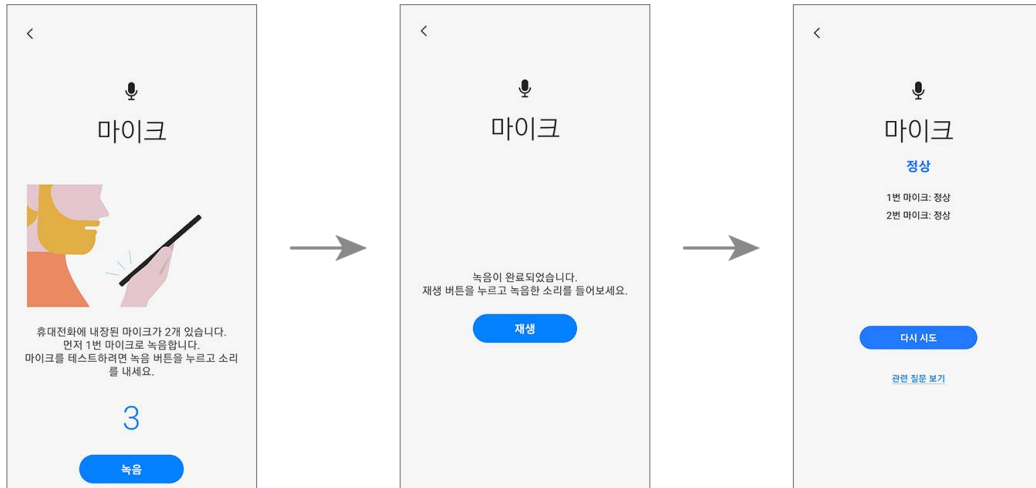 마이크
휴대전화에 내장된 마이크가 2개 있습니다.
먼저 1번 마이크로 녹음합니다.
마이크를 테스트하려면 녹음 버튼을 누르고 소리
를 내세요.
3
녹음
마이크
녹음이 완료되었습니다.
재생 버튼을 누르고 녹음한 소리를 들어보세요.
재생
마이크
정상
1번 마이크: 정상
2번 마이크: 정상
다시 시도
관련 질문 보기